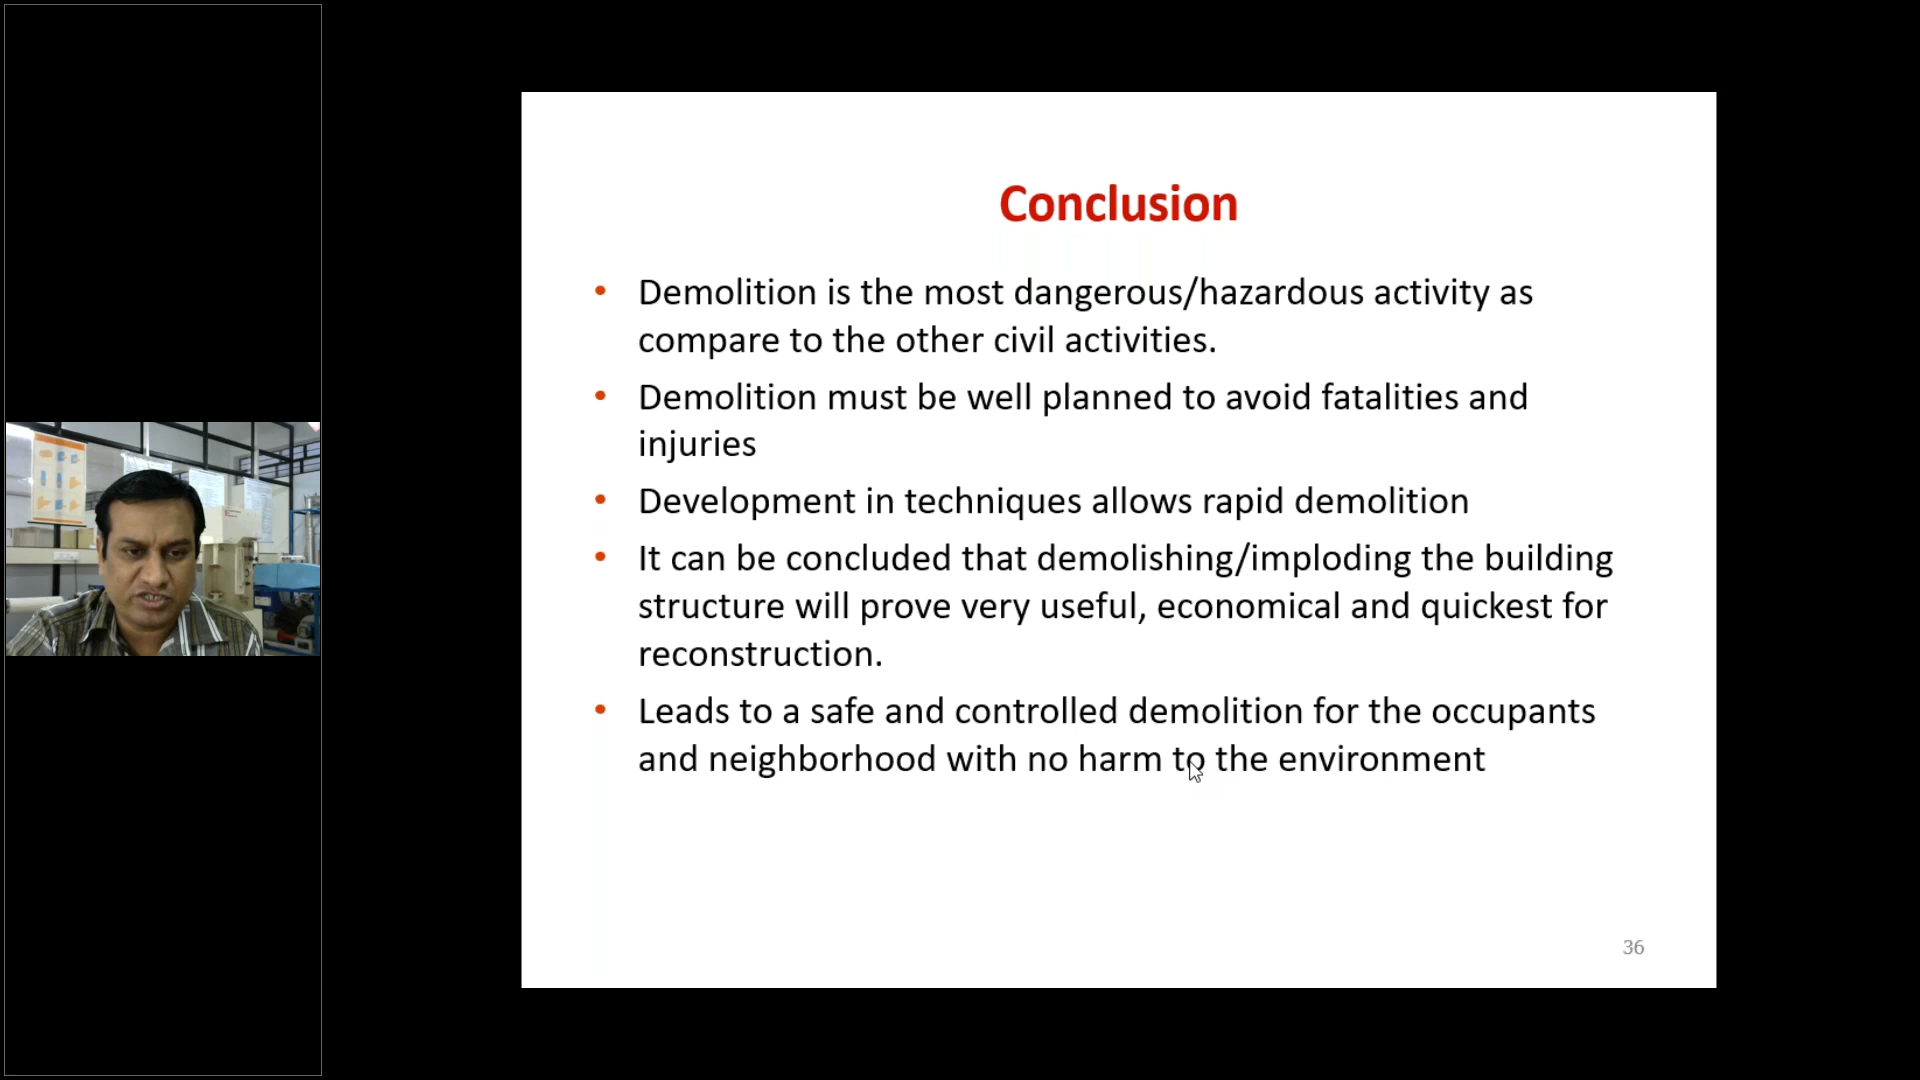 Conclusion
• Demolition is the most dangerous/hazardous activity as
compare to the other civil activities.
• Demolition must be well planned to avoid fatalities and
injuries
• Development in techniques allows rapid demolition
• It can be concluded that demolishing/imploding the building
structure will prove very useful, economical and quickest for
reconstruction.
• Leads to a safe and controlled demolition for the occupants
and neighborhood with no harm to the environment
36